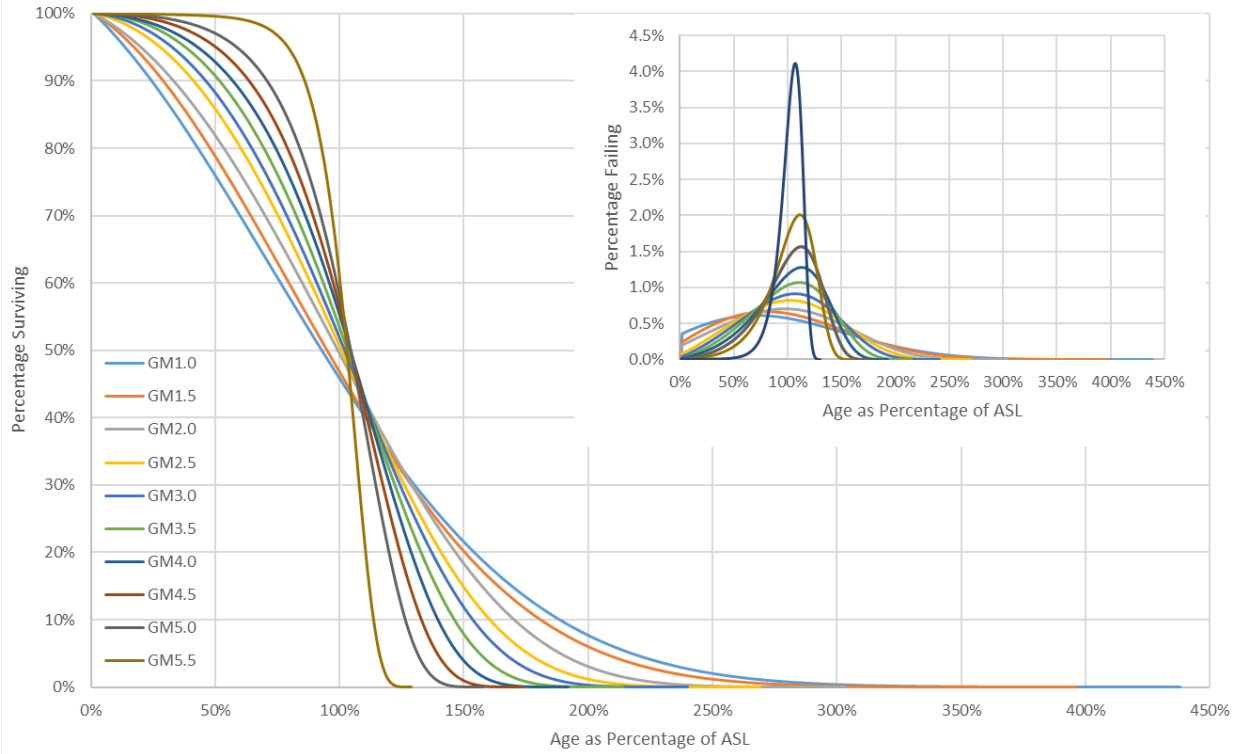 100%
90%
80%
70%
60%
50%
40%
30%
20%
10%
0%
Percentage Surviving
GM1.0
GM1.5
GM2.0
GM2.5
GM3.0
GM3.5
GM4.0
GM4.5
GM5.0
GM5.5
0% 50% 100% 150% 200% 250% 300% 350% 400% 450%
Age as Percentage of ASL
4.5%
4.0%
3.5%
3.0%
2.5%
2.0%
1.5%
1.0%
0.5%
0.0%
Percentage Failing
0% 50% 100% 150% 250% 300% 350% 400% 450%
Age as Percentage of ASL